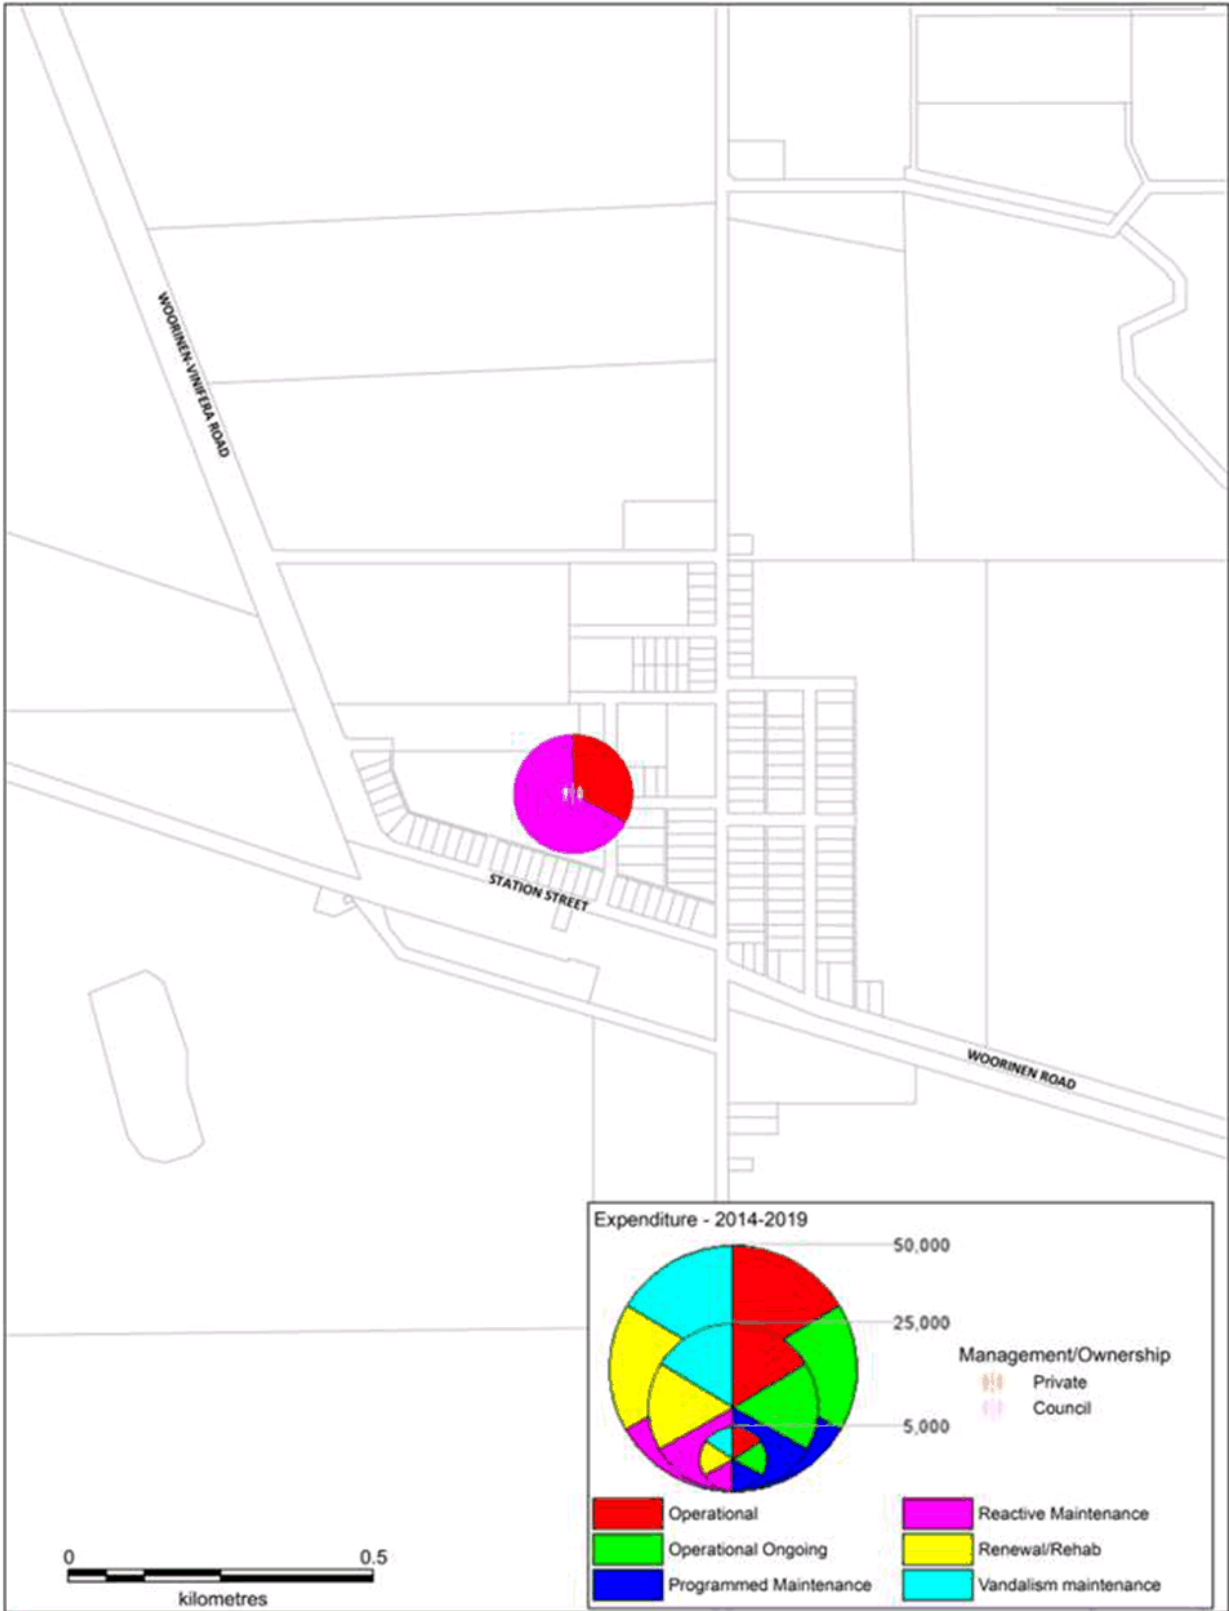 WOORINEN-VINIFERA ROAD
STATION STREET
WOORINEN ROAD
Expenditure - 2014-2019
50,000
25,000
5,000
Management/Ownership
Private
Council
Operational
Reactive Maintenance
Operational Ongoing
Renewal/Rehab
Programmed Maintenance
Vandalism maintenance
0
0.5
kilometres